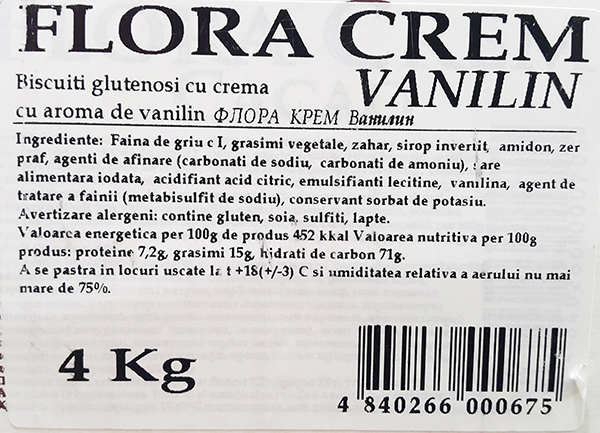 FLORA CREM
VANILIN
Biscuiti glutenosi cu crema
cu aroma de vanilin ФЛОРА КРЕМ Ванилин
Ingrediente: Faina de griu c I, grasimi vegetale, zahar, sirop invertit, amidon, zer
praf, agenti de afinare (carbonati de sodiu, carbonati de amoniu), sare
alimentara iodata, acidifiant acid citric, emulsifianti lecitine, vanilina, agent de
tratare a fainii (metabisulfit de sodiu), conservant sorbat de potasiu.
Avertizare alergeni: contine gluten, soia, sulfiti, lapte.
Valoarea energetica per 100g de produs 452 kkal Valoarea nutritiva per 100g
produs: proteine 7,2g, grasimi 15g, hidrati de carbon 71g.
A se pastra in locuri uscate la t +18(+/-3) C si umiditatea relativa a aerului nu mai
mare de 75%.
4 Kg
4 840266 000675